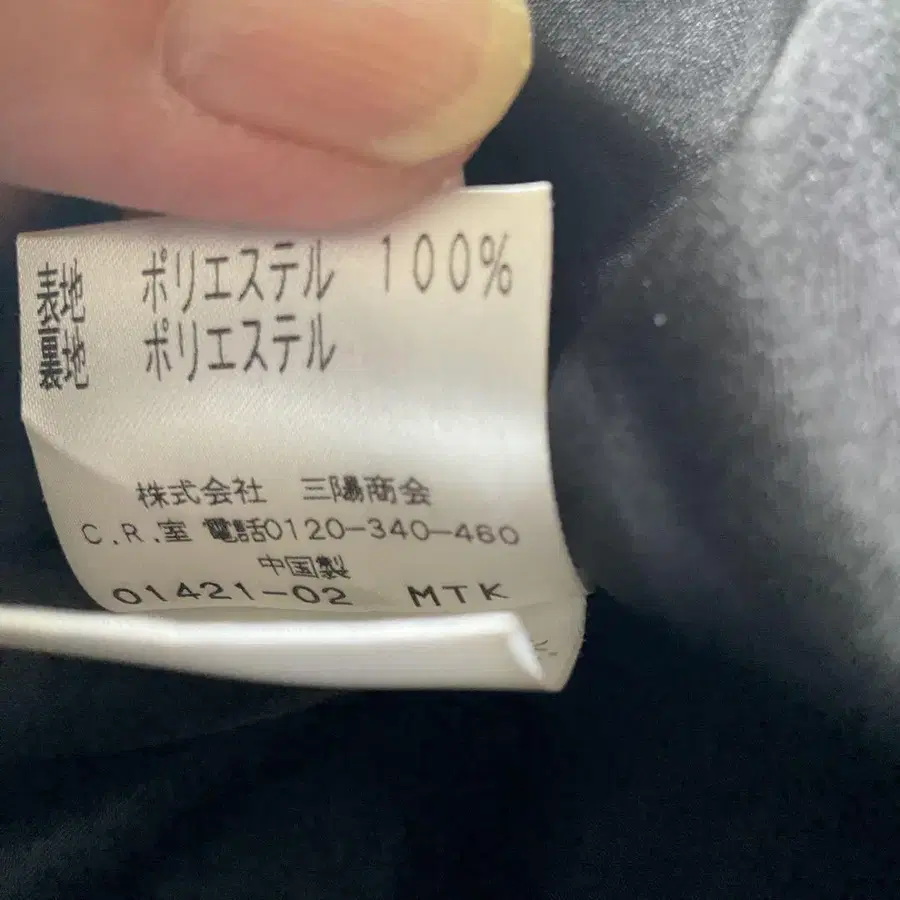 表地 ポリエステル 100%
裏地 ポリエステル
株式会社 三陽商会
C.R.室 電話0120-340-460
中国製
01421-02 MTK